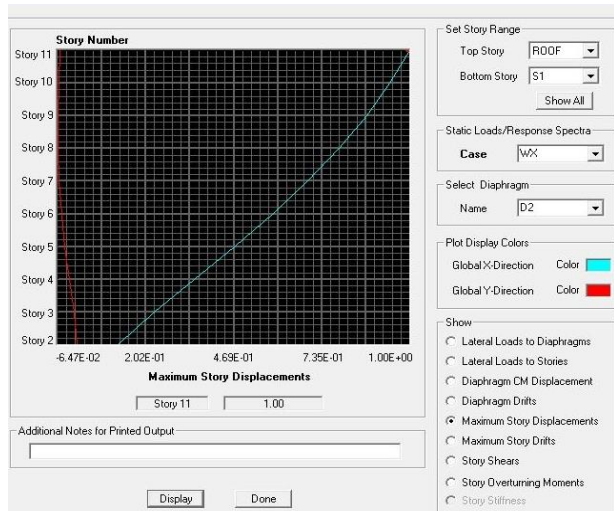 Story Number
Story 11
Story 10
Story 9
Story 8
Story 7
Story 6
Story 5
Story 4
Story 3
Story 2
-6.47E-02 2.02E-01 4.69E-01 7.35E-01 1.00E+00
Maximum Story Displacements
Story 11 1.00
Additional Notes for Printed Output
Display Done
Set Story Range
Top Story ROOF
Bottom Story S1
Show All
Static Loads/Response Spectra
Case WX
Select Diaphragm
Name D2
Plot Display Colors
Global X-Direction Color
Global Y-Direction Color
Show
Lateral Loads to Diaphragms
Lateral Loads to Stories
Diaphragm CM Displacement
Diaphragm Drifts
Maximum Story Displacements
Maximum Story Drifts
Story Shears
Story Overturning Moments
Story Stiffness